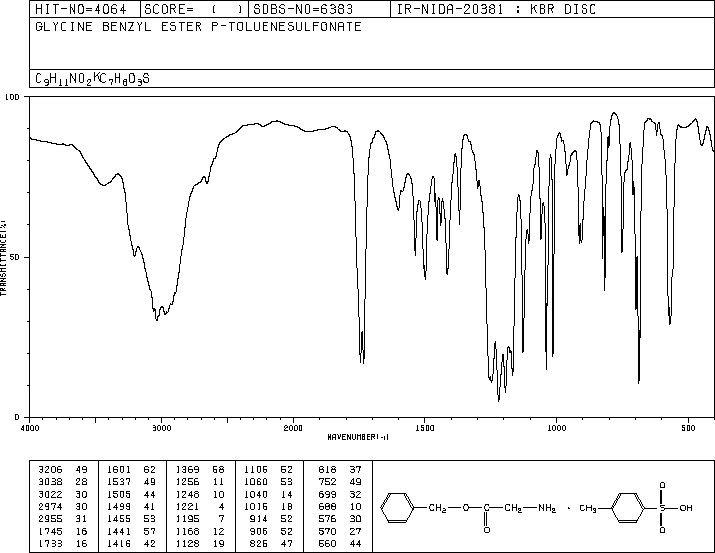 HIT-NO=4064 SCORE= ( ) SDBS-NO=6383 IR-NIDA-20381 : KBR DISC
GLYCINE BENZYL ESTER P-TOLUENESULFONATE
C9H11NO2·C7H8O3S
100
50
0
TRANSMITTANCE(%)
4000 3000 2000 1500 1000 500
WAVENUMBER(-1)
3206 49 1601 62 1369 58 1106 52 818 37
3038 28 1537 49 1256 11 1060 53 752 49
3022 30 1505 44 1248 10 1040 14 699 32
2974 30 1499 41 1221 4 1016 18 688 10
2955 31 1455 53 1195 7 914 52 576 30
1745 16 1441 57 1168 12 906 52 570 27
1733 16 1416 42 1128 19 826 47 560 44
CH2 O C CH2 NH2 · CH3 S OH
O
O
O